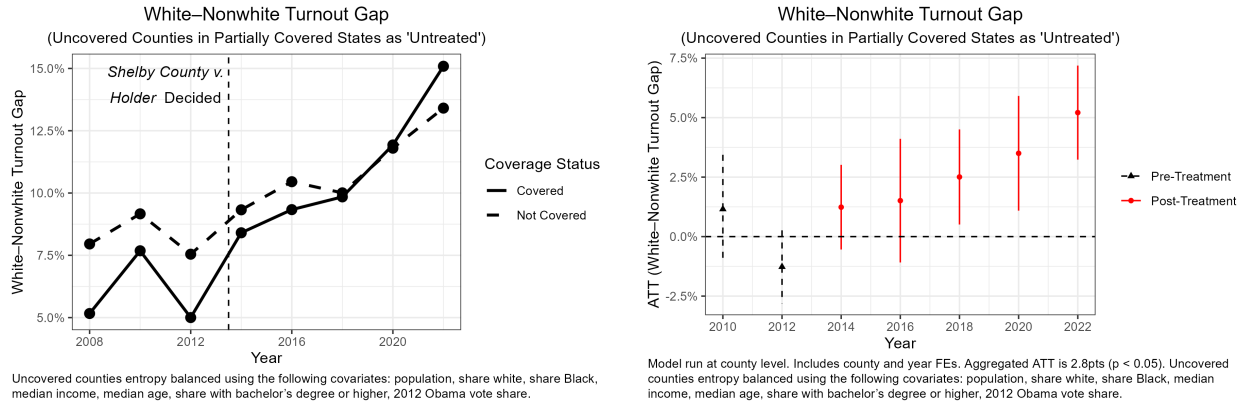 White–Nonwhite Turnout Gap
(Uncovered Counties in Partially Covered States as 'Untreated')
White–Nonwhite Turnout Gap
15.0%
12.5%
10.0%
7.5%
5.0%
Shelby County v.
Holder Decided
2008
2012
2016
2020
Year
Coverage Status
Covered
Not Covered
Uncovered counties entropy balanced using the following covariates: population, share white, share Black,
median income, median age, share with bachelor's degree or higher, 2012 Obama vote share.
White–Nonwhite Turnout Gap
(Uncovered Counties in Partially Covered States as 'Untreated')
ATT (White–Nonwhite Turnout Gap)
7.5%
5.0%
2.5%
0.0%
-2.5%
2010
2012
2014
2016
2018
2020
2022
Year
Pre-Treatment
Post-Treatment
Model run at county level. Includes county and year FEs. Aggregated ATT is 2.8pts (p < 0.05). Uncovered
counties entropy balanced using the following covariates: population, share white, share Black, median
income, median age, share with bachelor's degree or higher, 2012 Obama vote share.